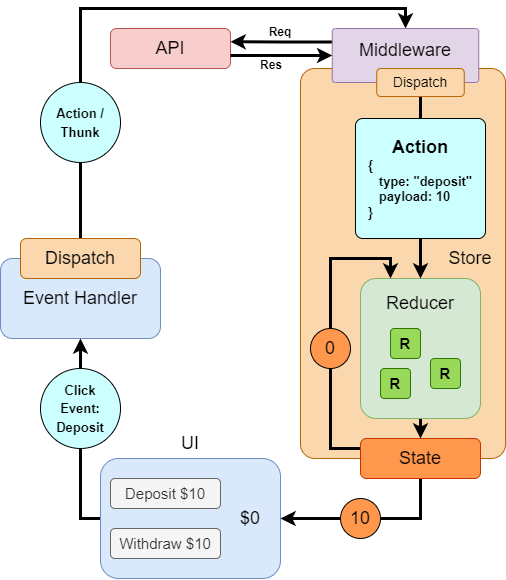 Req
API
Middleware
Res
Dispatch
Action /
Thunk
Action
{
type: "deposit"
payload: 10
}
Dispatch
Store
Event Handler
Reducer
0
R
R
R
Click
Event:
Deposit
UI
State
Deposit $10
$0
10
Withdraw $10